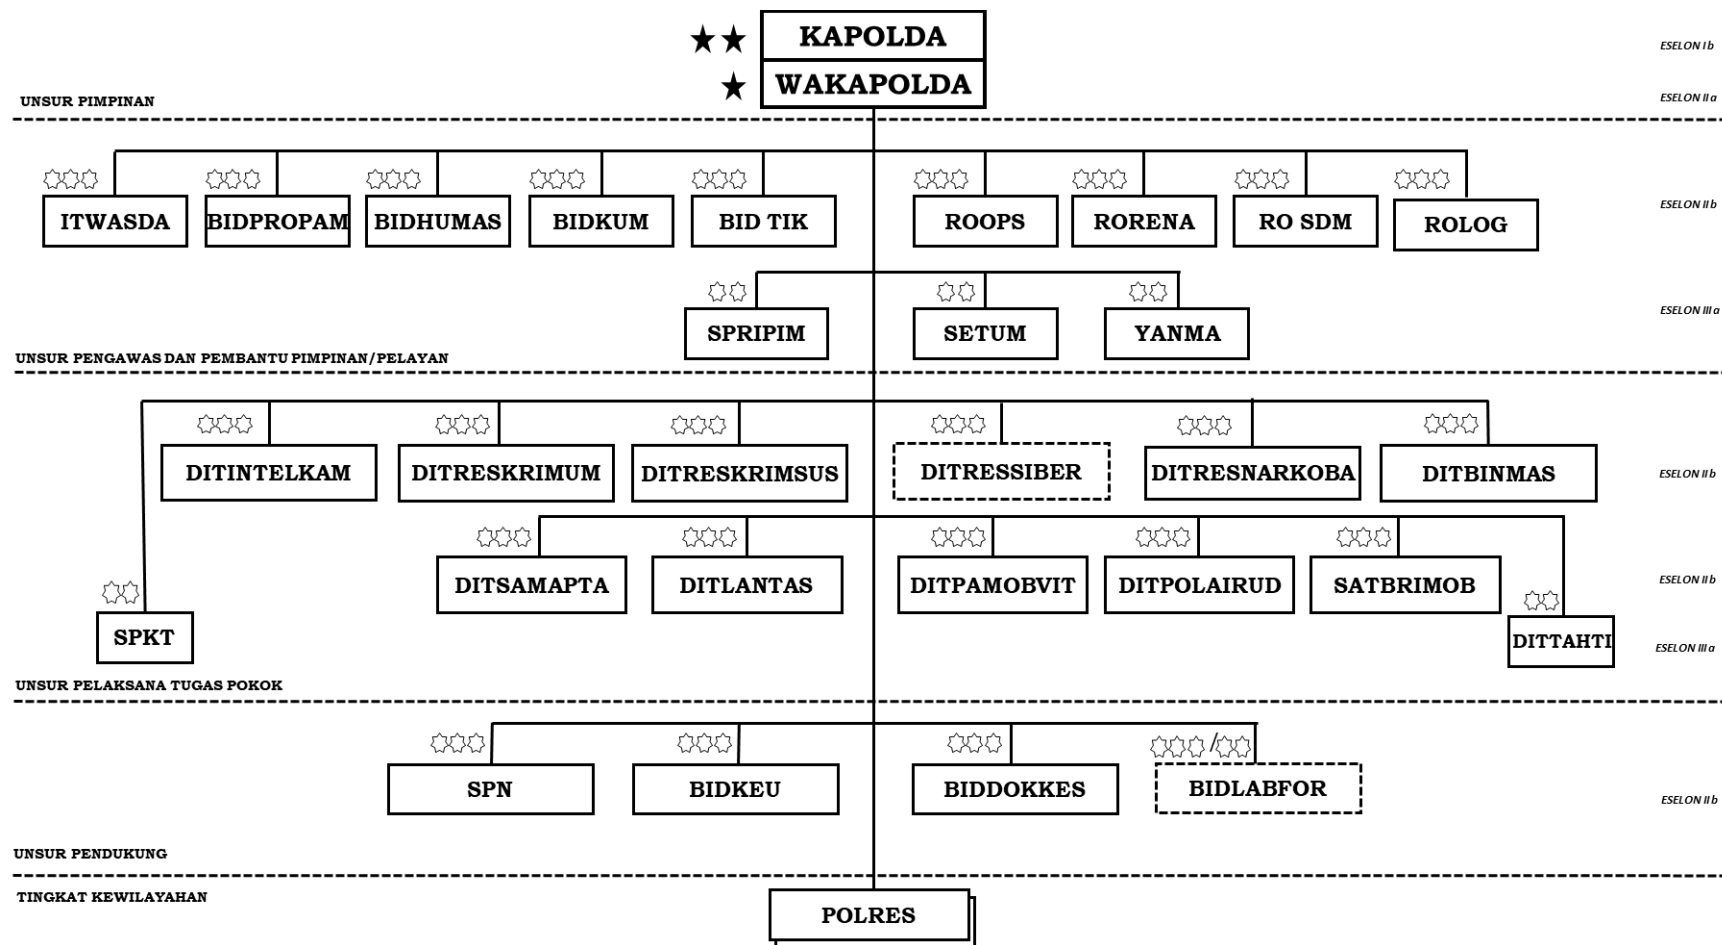 KAPOLDA
ESELON I b
WAKAPOLDA
ESELON II a
UNSUR PIMPINAN
ITWASDA
BIDPROPAM
BIDHUMAS
BIDKUM
BID TIK
ROOPS
RORENA
RO SDM
ROLOG
ESELON II b
SPRIPIM
SETUM
YANMA
ESELON III a
UNSUR PENGAWAS DAN PEMBANTU PIMPINAN/PELAYAN
DITINTELKAM
DITRESKRIMUM
DITRESKRIMSUS
DITRESSIBER
DITRESNARKOBA
DITBINMAS
ESELON II b
DITSAMAPTA
DITLANTAS
DITPAMOBVIT
DITPOLAIRUD
SATBRIMOB
ESELON II b
SPKT
DITTAHTI
ESELON III a
UNSUR PELAKSANA TUGAS POKOK
/
SPN
BIDKEU
BIDDOKKES
BIDLABFOR
ESELON II b
UNSUR PENDUKUNG
TINGKAT KEWILAYAHAN
POLRES